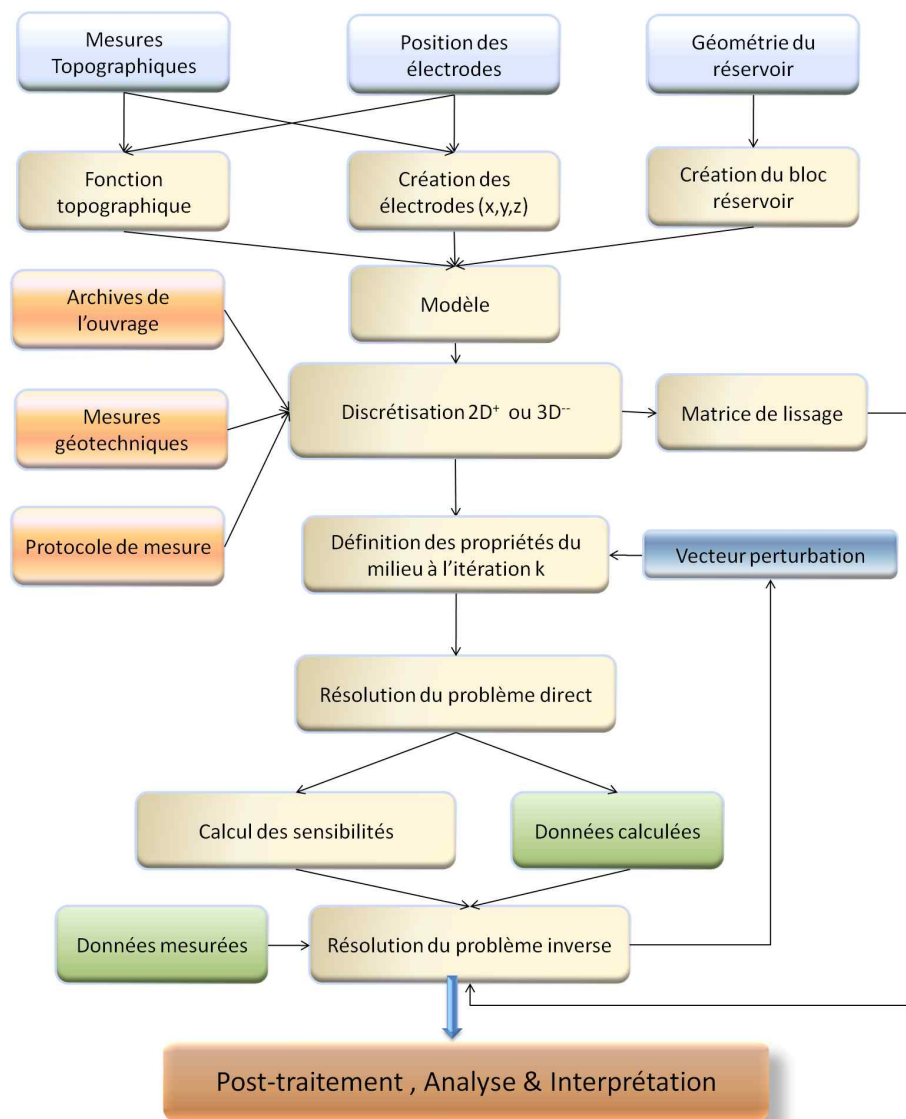 Mesures
Topographiques
Position des
électrodes
Géométrie du
réservoir
Fonction
topographique
Création des
électrodes (x,y,z)
Création du bloc
réservoir
Archives de
l’ouvrage
Modèle
Mesures
géotechniques
Discrétisation 2D⁺ ou 3D⁻⁻
Matrice de lissage
Protocole de mesure
Définition des propriétés du
milieu à l’itération k
Vecteur perturbation
Résolution du problème direct
Calcul des sensibilités
Données calculées
Données mesurées
Résolution du problème inverse
Post-traitement , Analyse & Interprétation